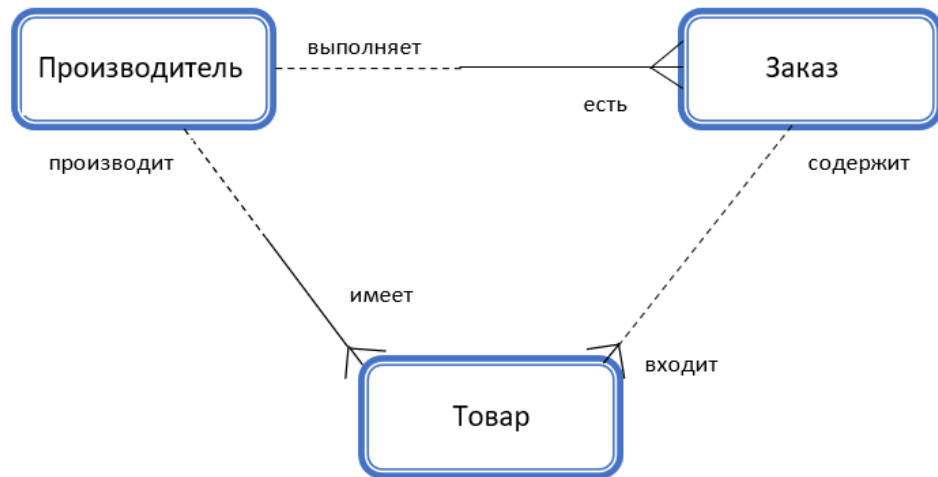 выполняет
Производитель
Заказ
есть
производит
содержит
имеет
входит
Товар